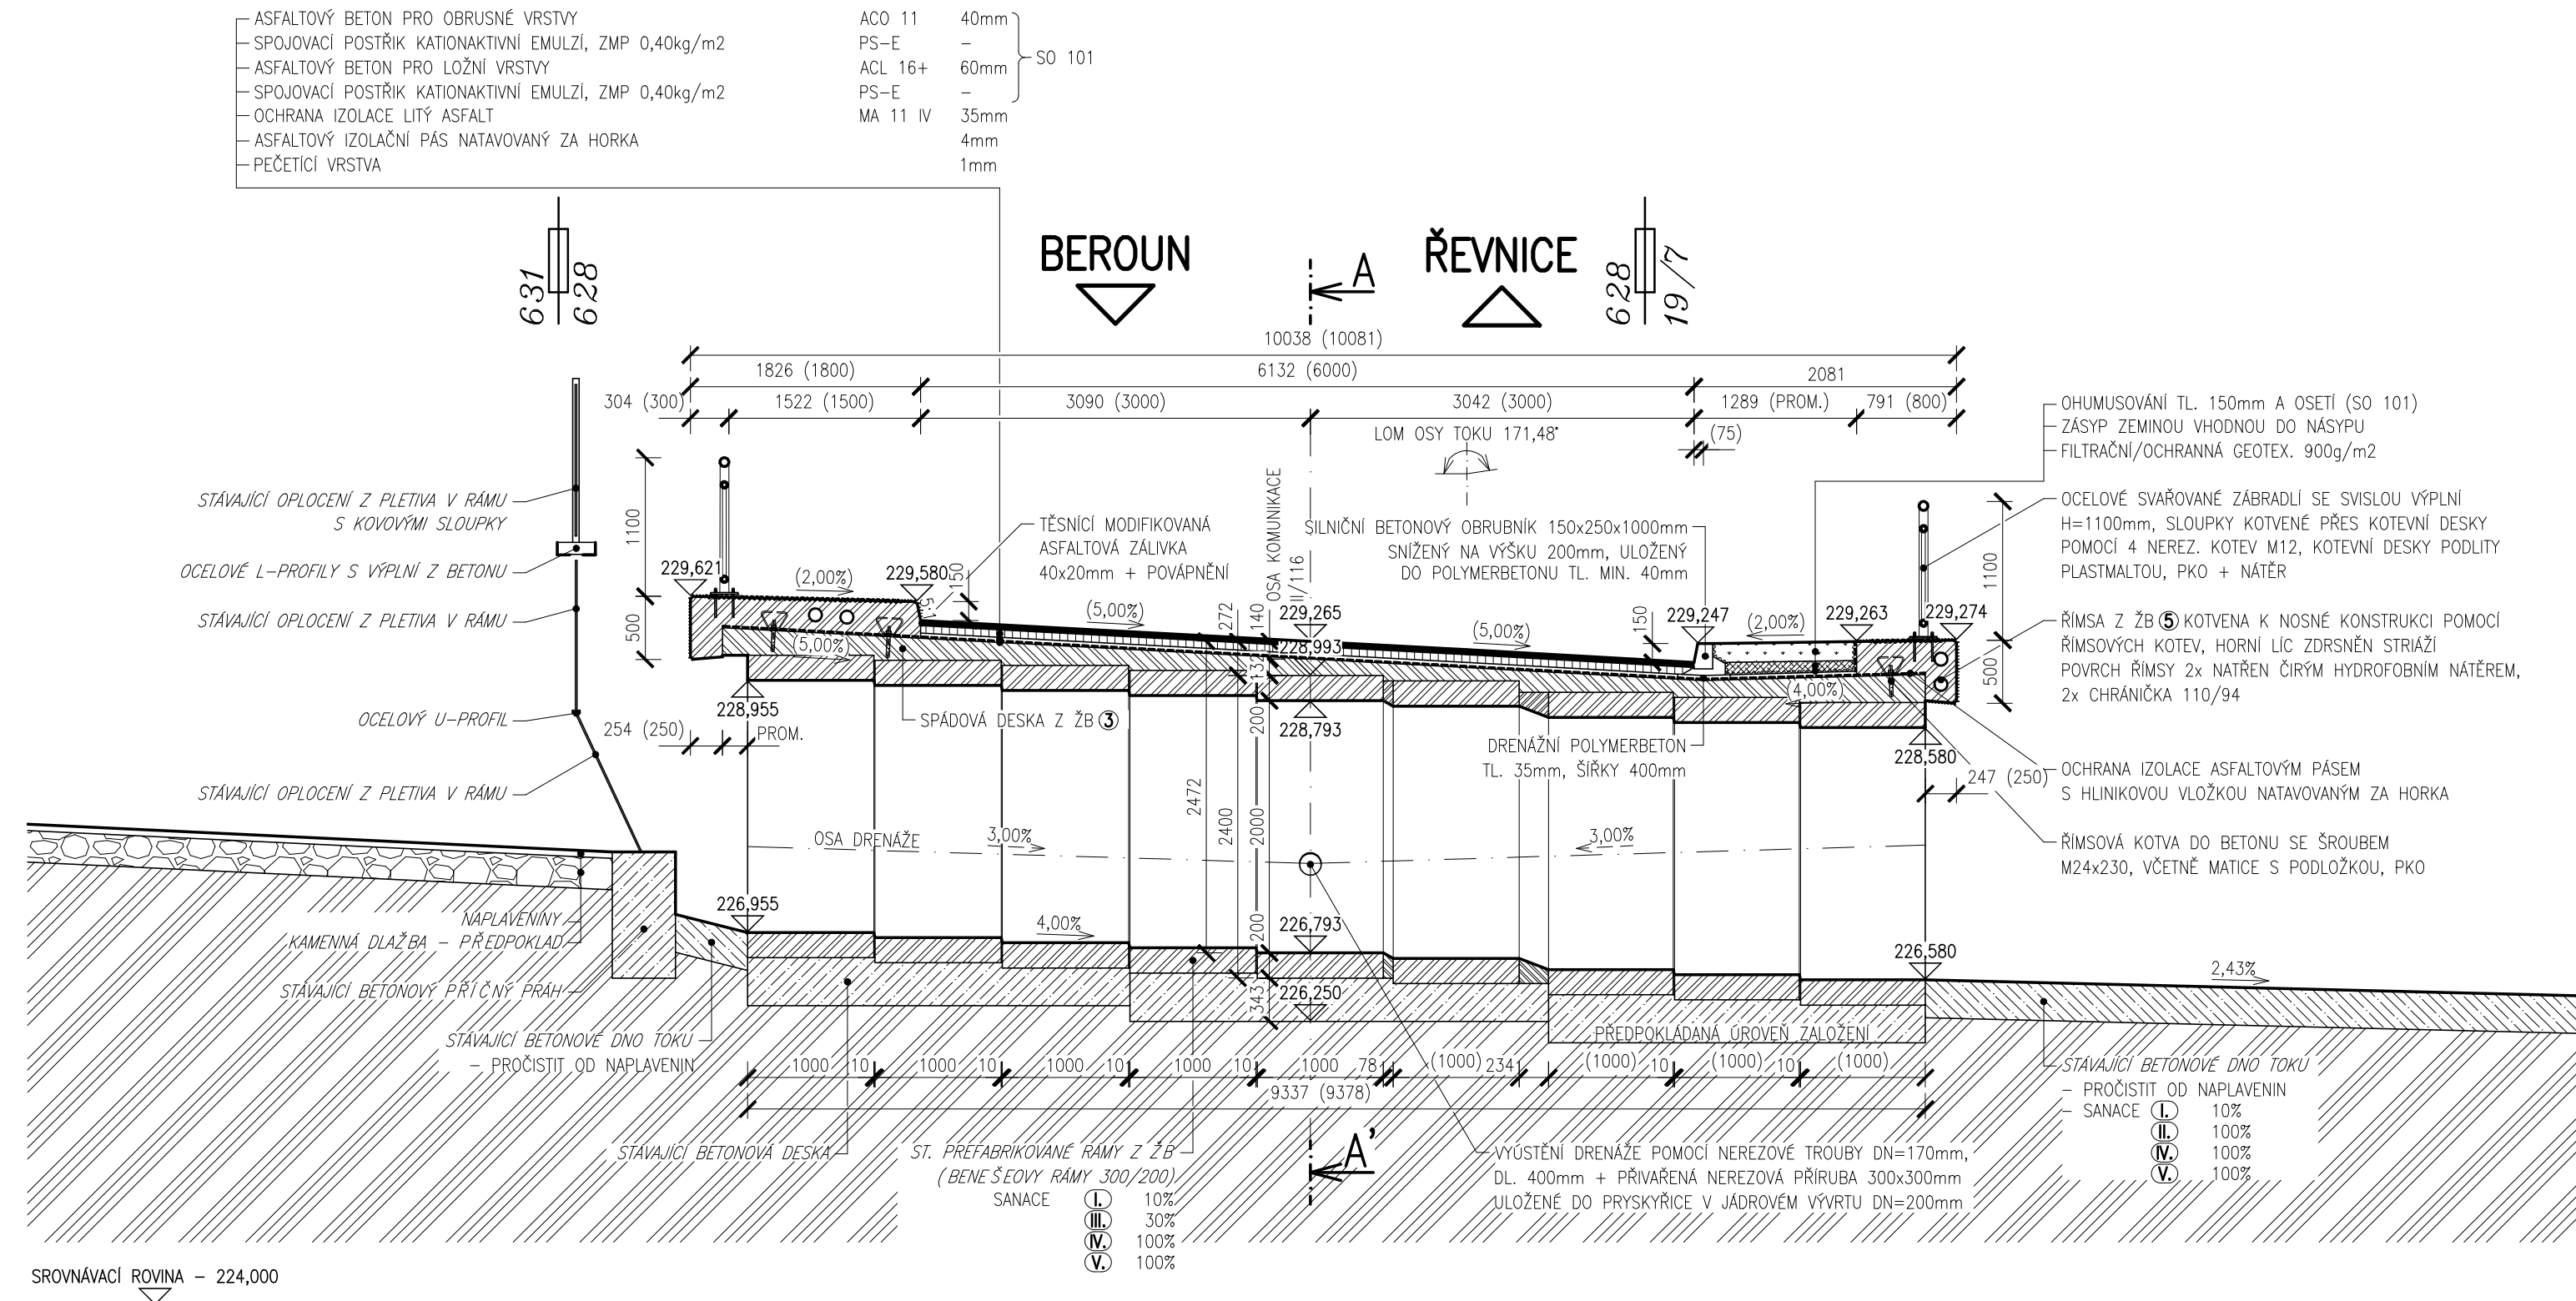 ASFALTOVÝ BETON PRO OBRUSNÉ VRSTVY ACO 11 40mm
SPOJOVACÍ POSTŘIK KATIONAKTIVNÍ EMULZÍ, ZMP 0,40kg/m2 PS-E -
ASFALTOVÝ BETON PRO LOŽNÍ VRSTVY ACL 16+ 60mm
SO 101
SPOJOVACÍ POSTŘIK KATIONAKTIVNÍ EMULZÍ, ZMP 0,40kg/m2 PS-E -
OCHRANA IZOLACE LITÝ ASFALT MA 11 IV 35mm
ASFALTOVÝ IZOLAČNÍ PÁS NATAVOVANÝ ZA HORKA 4mm
PEČETÍCÍ VRSTVA 1mm
631
628
BEROUN
A
ŘEVNICE
628
19/7
10038 (10081)
1826 (1800)
6132 (6000)
2081
304 (300)
1522 (1500)
3090 (3000)
3042 (3000)
1289 (PROM.)
791 (800)
LOM OSY TOKU 171,48°
(75)
OHUMUSOVÁNÍ TL. 150mm A OSETÍ (SO 101)
ZÁSYP ZEMINOU VHODNOU DO NÁSYPU
FILTRAČNÍ/OCHRANNÁ GEOTEX. 900g/m2
STÁVAJÍCÍ OPLOCENÍ Z PLETIVA V RÁMU
S KOVOVÝMI SLOUPKY
1100
TĚSNÍCÍ MODIFIKOVANÁ
ASFALTOVÁ ZÁLIVKA
40x20mm + POVÁPNĚNÍ
OSA KOMUNIKACE
II/116
SILNIČNÍ BETONOVÝ OBRUBNÍK 150x250x1000mm
SNÍŽENÝ NA VÝŠKU 200mm, ULOŽENÝ
DO POLYMERBETONU TL. MIN. 40mm
OCELOVÉ SVAŘOVANÉ ZÁBRADLÍ SE SVISLOU VÝPLNÍ
H=1100mm, SLOUPKY KOTVENÉ PŘES KOTEVNÍ DESKY
POMOCÍ 4 NEREZ. KOTEV M12, KOTEVNÍ DESKY PODLITY
PLASTMALTOU, PKO + NÁTĚR
1100
OCELOVÉ L-PROFILY S VÝPLNÍ Z BETONU
229,621
(2,00%)
229,580
150
5:1
STÁVAJÍCÍ OPLOCENÍ Z PLETIVA V RÁMU
500
(5,00%)
(5,00%)
272
140
229,265
228,993
132
(5,00%)
150
229,247
(2,00%)
229,263
229,274
500
(4,00%)
ŘÍMSA Z ŽB 5 KOTVENA K NOSNÉ KONSTRUKCI POMOCÍ
ŘÍMSOVÝCH KOTEV, HORNÍ LÍC ZDRSNĚN STRIÁŽÍ
POVRCH ŘÍMSY 2x NATŘEN ČIRÝM HYDROFOBNÍM NÁTĚREM,
2x CHRÁNIČKA 110/94
OCELOVÝ U-PROFIL
228,955
SPÁDOVÁ DESKA Z ŽB 3
254 (250)
PROM.
200
228,793
DRENÁŽNÍ POLYMERBETON
TL. 35mm, ŠÍŘKY 400mm
228,580
247 (250)
OCHRANA IZOLACE ASFALTOVÝM PÁSEM
S HLINIKOVOU VLOŽKOU NATAVOVANÝM ZA HORKA
STÁVAJÍCÍ OPLOCENÍ Z PLETIVA V RÁMU
2472
2400
2000
OSA DRENÁŽE
3,00%
3,00%
ŘÍMSOVÁ KOTVA DO BETONU SE ŠROUBEM
M24x230, VČETNĚ MATICE S PODLOŽKOU, PKO
NAPLAVENINY
KAMENNÁ DLAŽBA - PŘEDPOKLAD
226,955
4,00%
200
226,793
226,580
2,43%
STÁVAJÍCÍ BETONOVÝ PŘÍČNÝ PRÁH
343
226,250
PŘEDPOKLÁDANÁ ÚROVEŇ ZALOŽENÍ
STÁVAJÍCÍ BETONOVÉ DNO TOKU
- PROČISTIT OD NAPLAVENIN
1000 10 1000 10 1000 10 1000 10 1000 78 (1000) 234 (1000) 10 (1000) 10 (1000)
9337 (9378)
STÁVAJÍCÍ BETONOVÉ DNO TOKU
- PROČISTIT OD NAPLAVENIN
- SANACE I. 10%
II. 100%
IV. 100%
V. 100%
STÁVAJÍCÍ BETONOVÁ DESKA
ST. PREFABRIKOVANÉ RÁMY Z ŽB
(BENEŠEOVY RÁMY 300/200)
SANACE I. 10%
III. 30%
IV. 100%
V. 100%
A'
VYÚSTĚNÍ DRENÁŽE POMOCÍ NEREZOVÉ TROUBY DN=170mm,
DL. 400mm + PŘIVAŘENÁ NEREZOVÁ PŘÍRUBA 300x300mm
ULOŽENÉ DO PRYSKYŘICE V JÁDROVÉM VÝVRTU DN=200mm
SROVNÁVACÍ ROVINA - 224,000